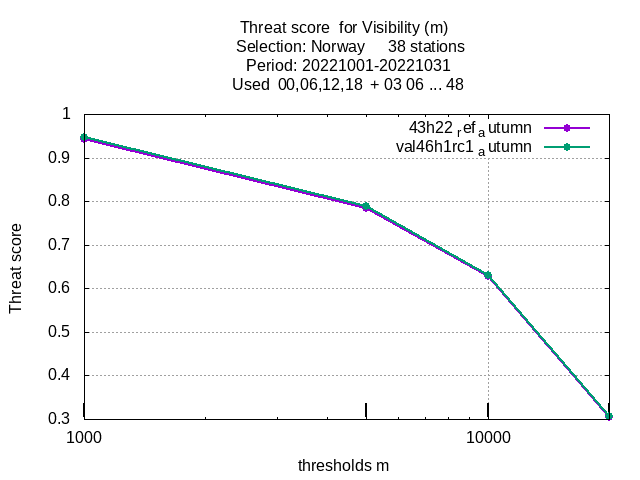 Threat score for Visibility (m)
Selection: Norway 38 stations
Period: 20221001-20221031
Used 00,06,12,18 + 03 06 ... 48
43h22 ref a utumn
val46h1rc1 a utumn
1
0.9
0.8
0.7
0.6
0.5
0.4
0.3
Threat score
1000 10000
thresholds m